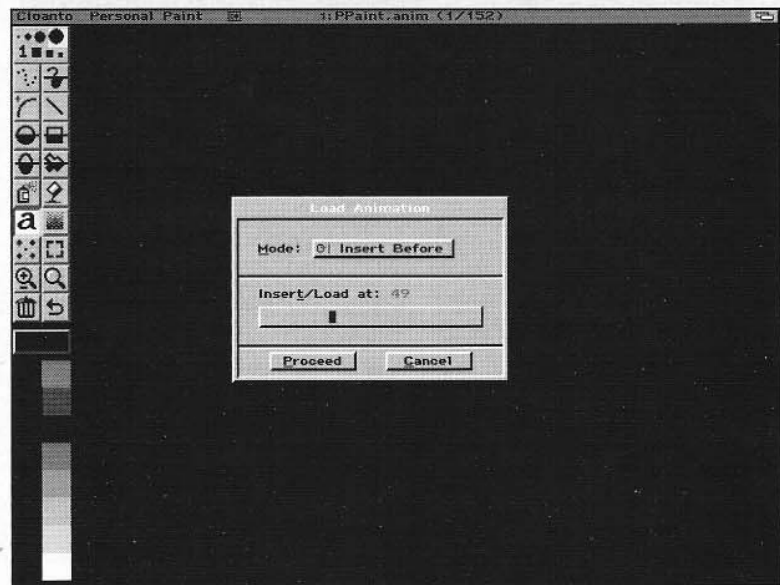 Cloanto Personal Paint 1:PPaint.anim (1/152)
1
a
Load Animation
Mode: Insert Before
Insert/Load at: 49
Proceed Cancel